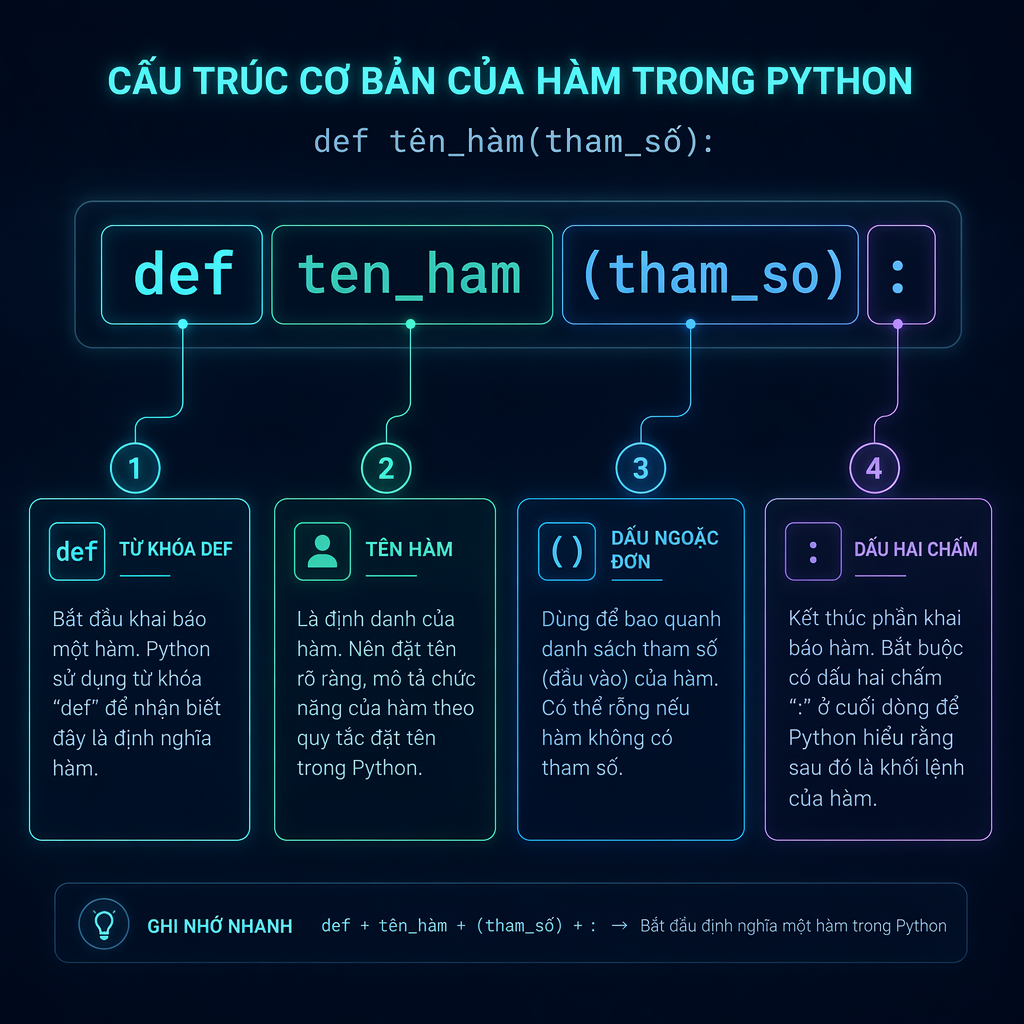 CẤU TRÚC CƠ BẢN CỦA HÀM TRONG PYTHON
def tên_hàm(tham_số):
def ten_ham (tham_so) :
1
2
3
4
def TỪ KHÓA DEF
Bắt đầu khai báo
một hàm. Python
sử dụng từ khóa
“def” để nhận biết
đây là định nghĩa
hàm.
TÊN HÀM
Là định danh của
hàm. Nên đặt tên
rõ ràng, mô tả chức
năng của hàm theo
quy tắc đặt tên
trong Python.
() DẤU NGOẶC
ĐƠN
Dùng để bao quanh
danh sách tham số
(đầu vào) của hàm.
Có thể rỗng nếu
hàm không có
tham số.
: DẤU HAI CHẤM
Kết thúc phần khai
báo hàm. Bắt buộc
có dấu hai chấm
“:” ở cuối dòng để
Python hiểu rằng
sau đó là khối lệnh
của hàm.
GHI NHỚ NHANH def + tên_hàm + (tham_số) + : → Bắt đầu định nghĩa một hàm trong Python